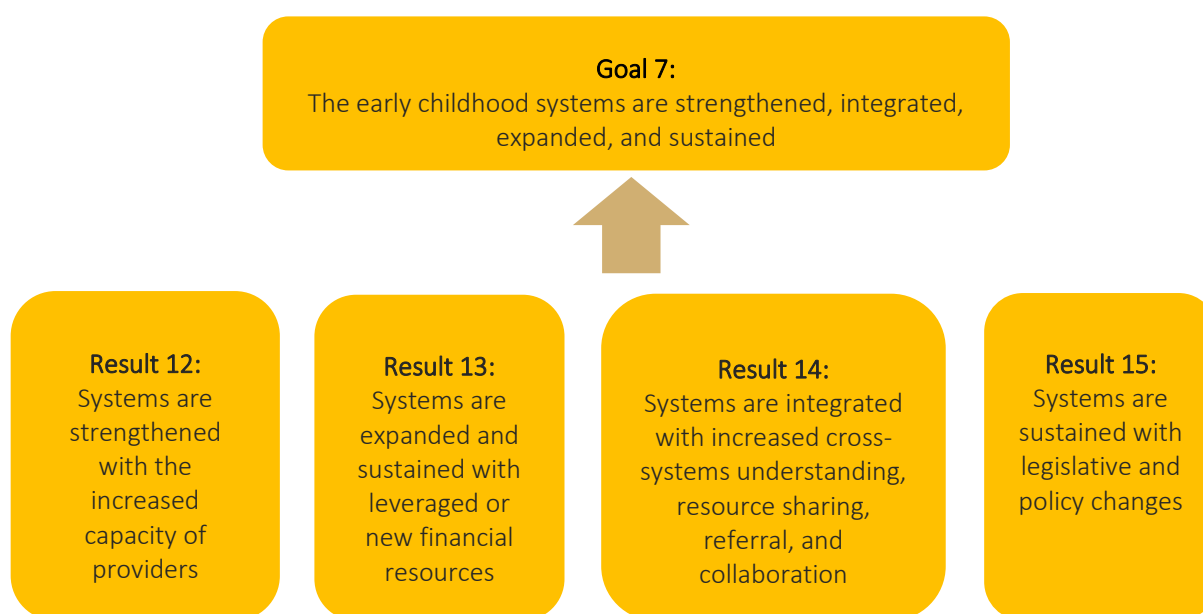 Goal 7:
The early childhood systems are strengthened, integrated,
expanded, and sustained
Result 12:
Systems are
strengthened
with the
increased
capacity of
providers
Result 13:
Systems are
expanded and
sustained with
leveraged or
new financial
resources
Result 14:
Systems are integrated
with increased cross-
systems understanding,
resource sharing,
referral, and
collaboration
Result 15:
Systems are
sustained with
legislative and
policy changes